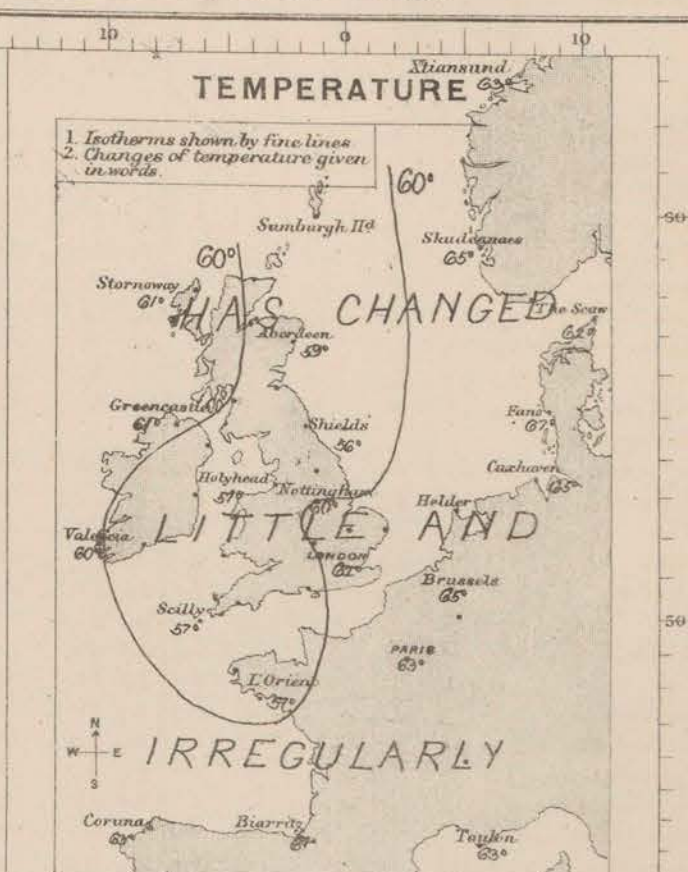 10 0 10
Xtiansund
63°
TEMPERATURE
1. Isotherms shown by fine lines
2. Changes of temperature given
in words.
60°
60
Sumburgh Hd
Skudesnaes
65°
60°
Stornoway
61°
HAS CHANGED
The Scaw
62°
Aberdeen
59°
Greencastle
61°
Fano
67°
Shields
56°
Cuxhaven
65°
Holyhead
57°
Nottingham
60°
Helder
Valencia
60°
LITTLE AND
LONDON
Brussels
65°
Scilly
57°
50
PARIS
63°
L'Orient
57°
N
W E
S
IRREGULARLY
Coruna
63°
Biarritz
Toulon
63°